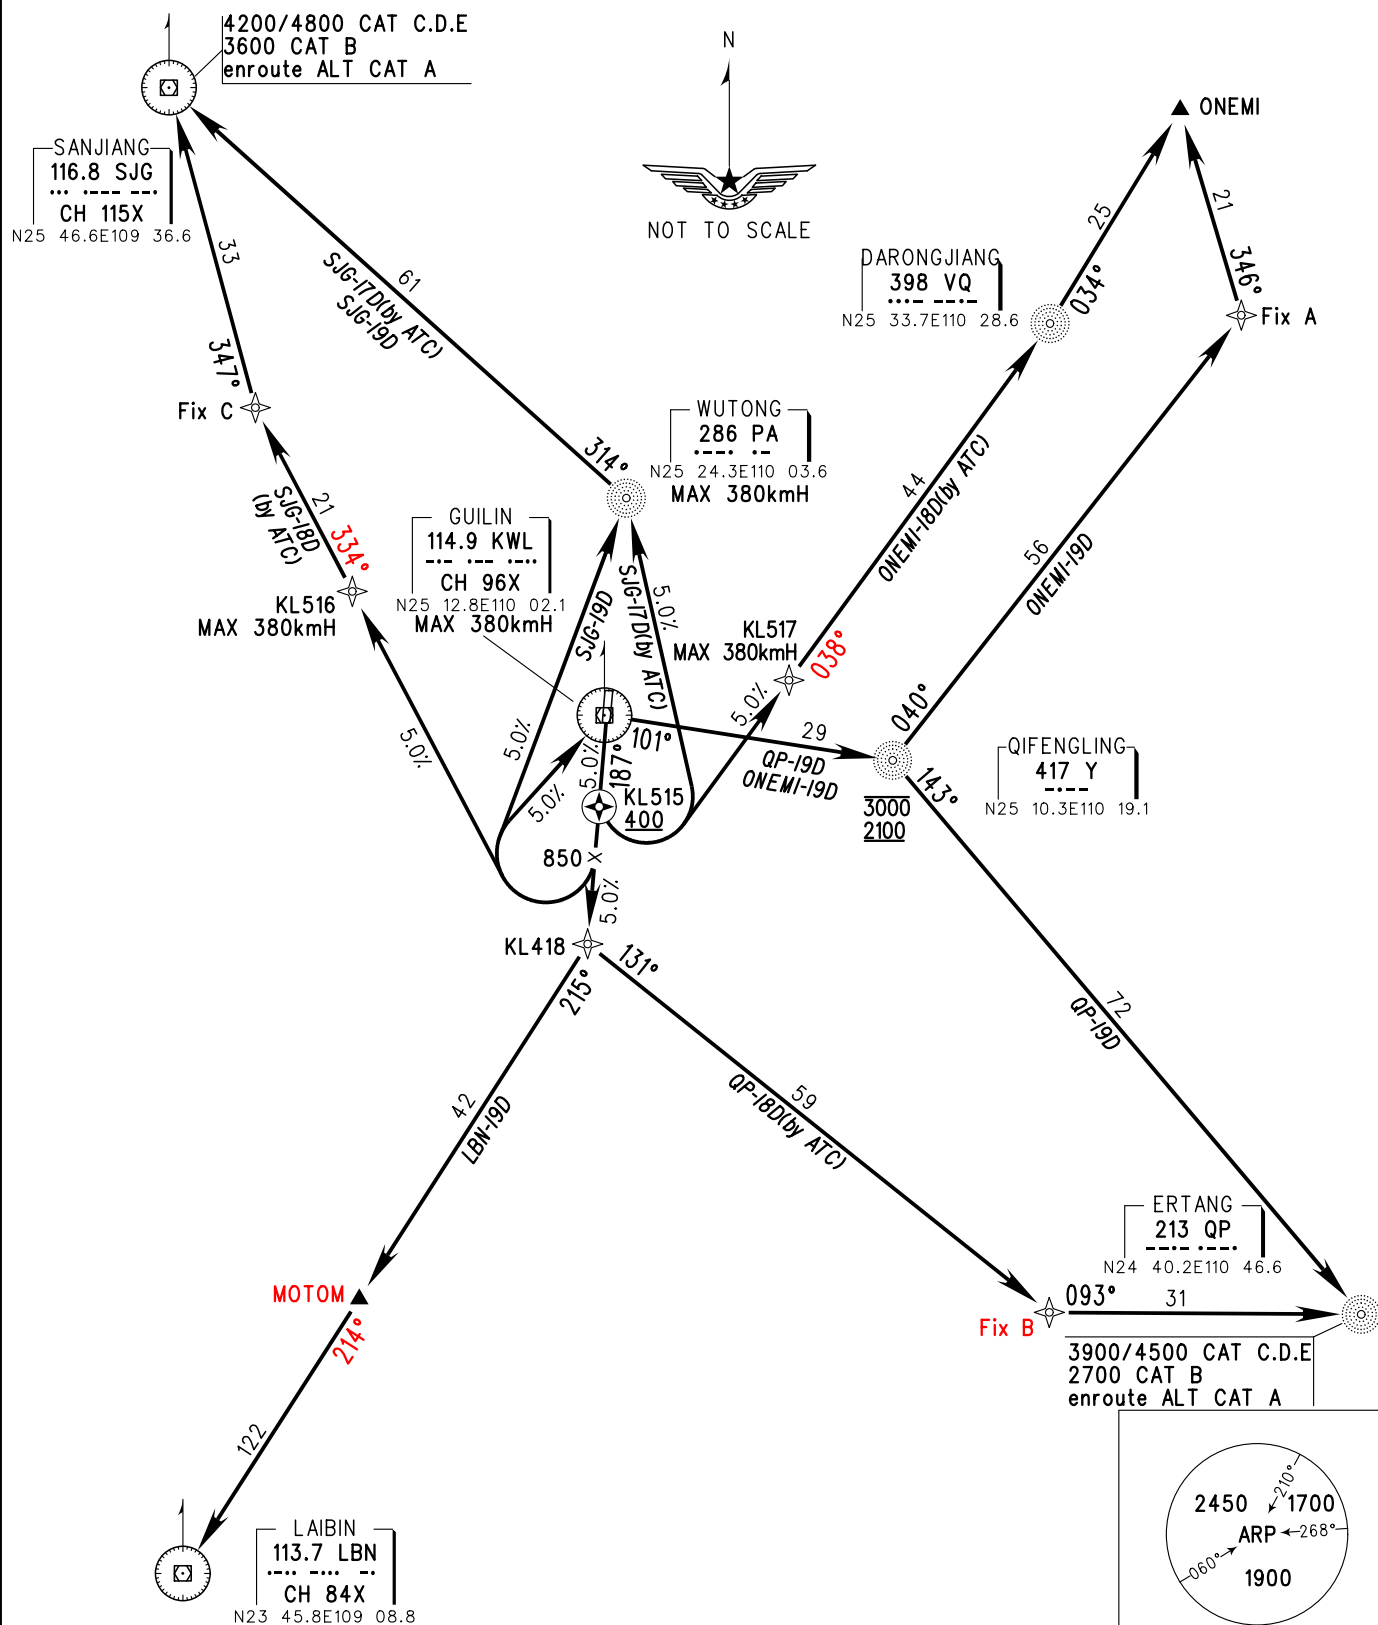 4200/4800 CAT C.D.E
3600 CAT B
enroute ALT CAT A
N
NOT TO SCALE
ONEMI
SANJIANG
116.8 SJG
CH 115X
N25 46.6E109 36.6
33
347°
Fix C
61
SJG-17D(by ATC)
SJG-19D
314°
DARONGJIANG
398 VQ
N25 33.7E110 28.6
25
034°
21
346°
Fix A
WUTONG
286 PA
N25 24.3E110 03.6
MAX 380kmH
21
SJG-18D
(by ATC)
334°
KL516
MAX 380kmH
GUILIN
114.9 KWL
CH 96X
N25 12.8E110 02.1
MAX 380kmH
SJG-19D
5.0%
SJG-17D(by ATC)
5.0%
44
ONEMI-18D(by ATC)
56
ONEMI-19D
KL517
MAX 380kmH
038°
5.0%
040°
5.0%
5.0%
5.0%
187°
101°
29
QP-19D
ONEMI-19D
QIFENGLING
417 Y
N25 10.3E110 19.1
143°
3000
2100
KL515
400
850
5.0%
KL418
131°
215°
72
QP-19D
42
LBN-19D
59
QP-18D(by ATC)
ERTANG
213 QP
N24 40.2E110 46.6
MOTOM
214°
Fix B
093°
31
3900/4500 CAT C.D.E
2700 CAT B
enroute ALT CAT A
122
LAIBIN
113.7 LBN
CH 84X
N23 45.8E109 08.8
2450
210°
1700
ARP
268°
060°
1900